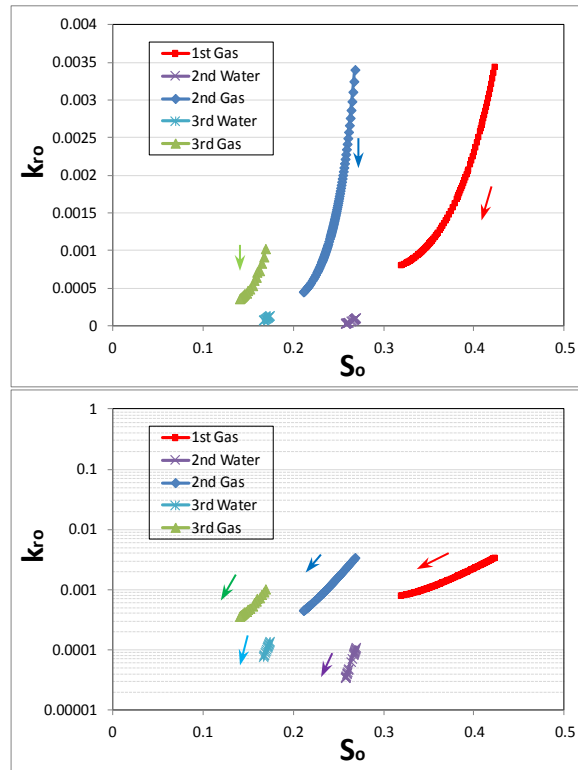 0.004
0.0035
0.003
0.0025
0.002
0.0015
0.001
0.0005
0
kro
1st Gas
2nd Water
2nd Gas
3rd Water
3rd Gas
0 0.1 0.2 0.3 0.4 0.5
So
1
0.1
0.01
0.001
0.0001
0.00001
kro
1st Gas
2nd Water
2nd Gas
3rd Water
3rd Gas
0 0.1 0.2 0.3 0.4 0.5
So